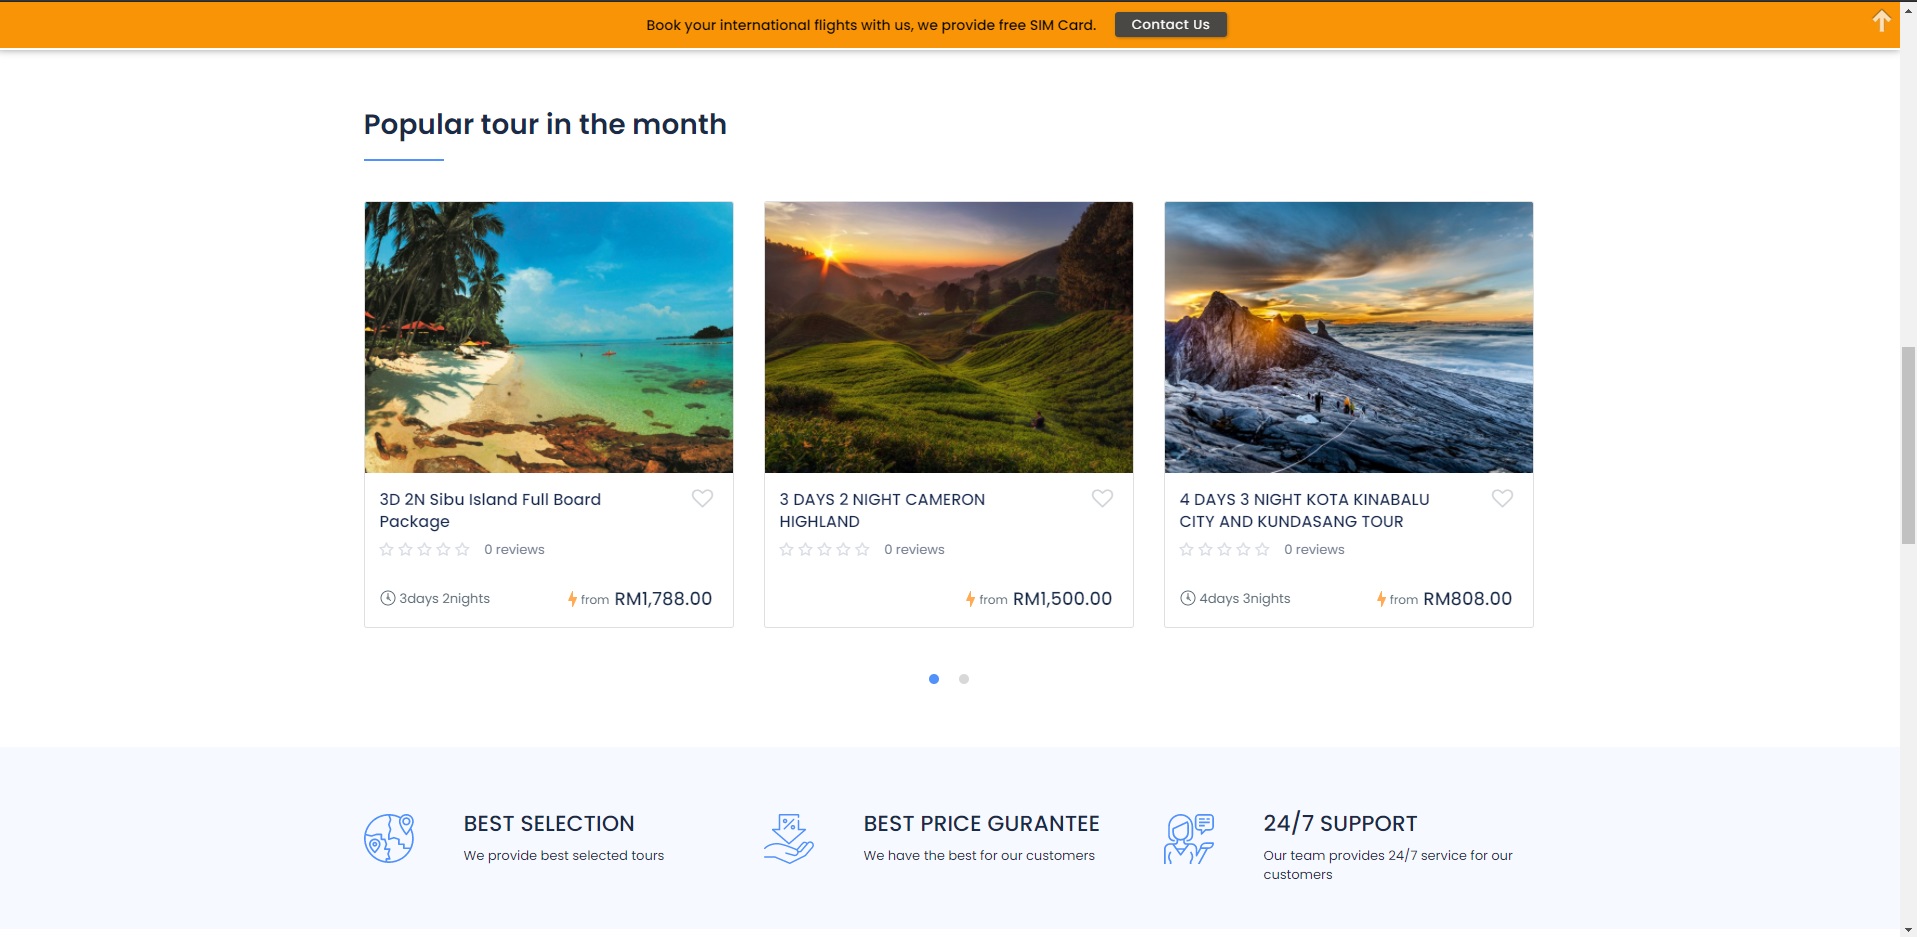 Book your international flights with us, we provide free SIM Card.
Contact Us
Popular tour in the month
3D 2N Sibu Island Full Board
Package
0 reviews
3days 2nights
from RM1,788.00
3 DAYS 2 NIGHT CAMERON
HIGHLAND
0 reviews
from RM1,500.00
4 DAYS 3 NIGHT KOTA KINABALU
CITY AND KUNDASANG TOUR
0 reviews
4days 3nights
from RM808.00
BEST SELECTION
We provide best selected tours
BEST PRICE GURANTEE
We have the best for our customers
24/7 SUPPORT
Our team provides 24/7 service for our
customers